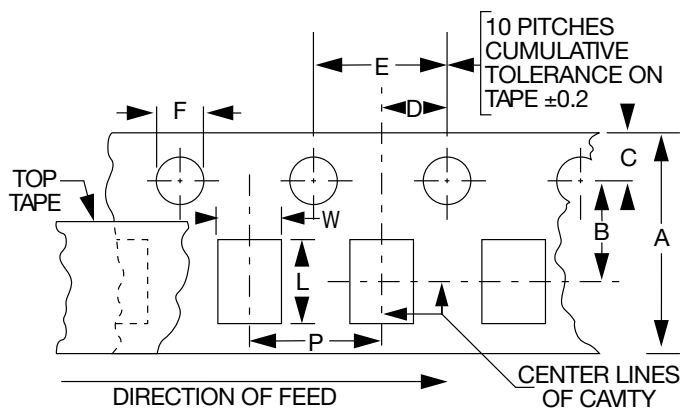 10 PITCHES
CUMULATIVE
TOLERANCE ON
TAPE ±0.2
E
F
D
C
TOP
TAPE
W
B
A
L
P
CENTER LINES
OF CAVITY
DIRECTION OF FEED